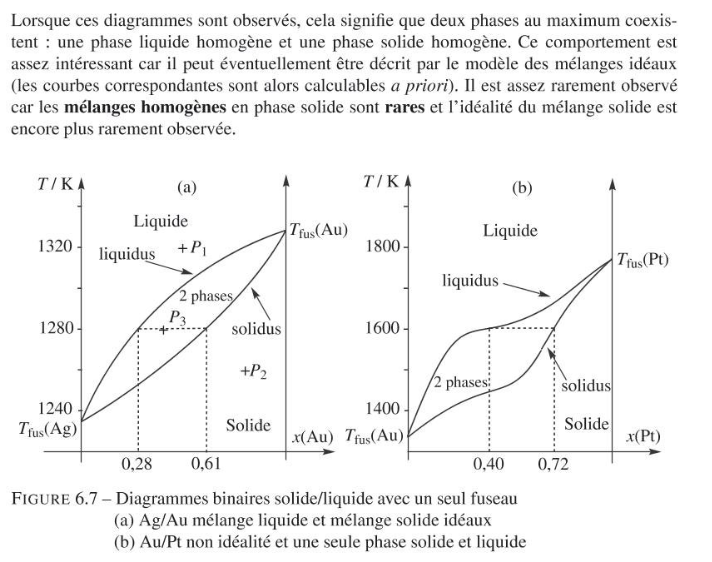 Lorsque ces diagrammes sont observés, cela signifie que deux phases au maximum coexis-
tent : une phase liquide homogène et une phase solide homogène. Ce comportement est
assez intéressant car il peut éventuellement être décrit par le modèle des mélanges idéaux
(les courbes correspondantes sont alors calculables a priori). Il est assez rarement observé
car les mélanges homogènes en phase solide sont rares et l'idéalité du mélange solide est
encore plus rarement observée.
T / K
(a)
Liquide
Tfus(Au)
1320
liquidus
+P1
2 phases
P3
+
1280
solidus
+P2
1240
Tfus(Ag)
Solide
x(Au)
0,28
0,61
T / K
(b)
Liquide
1800
Tfus(Pt)
liquidus
1600
2 phases
solidus
1400
Solide
Tfus(Au)
x(Pt)
0,40
0,72
FIGURE 6.7 – Diagrammes binaires solide/liquide avec un seul fuseau
(a) Ag/Au mélange liquide et mélange solide idéaux
(b) Au/Pt non idéalité et une seule phase solide et liquide